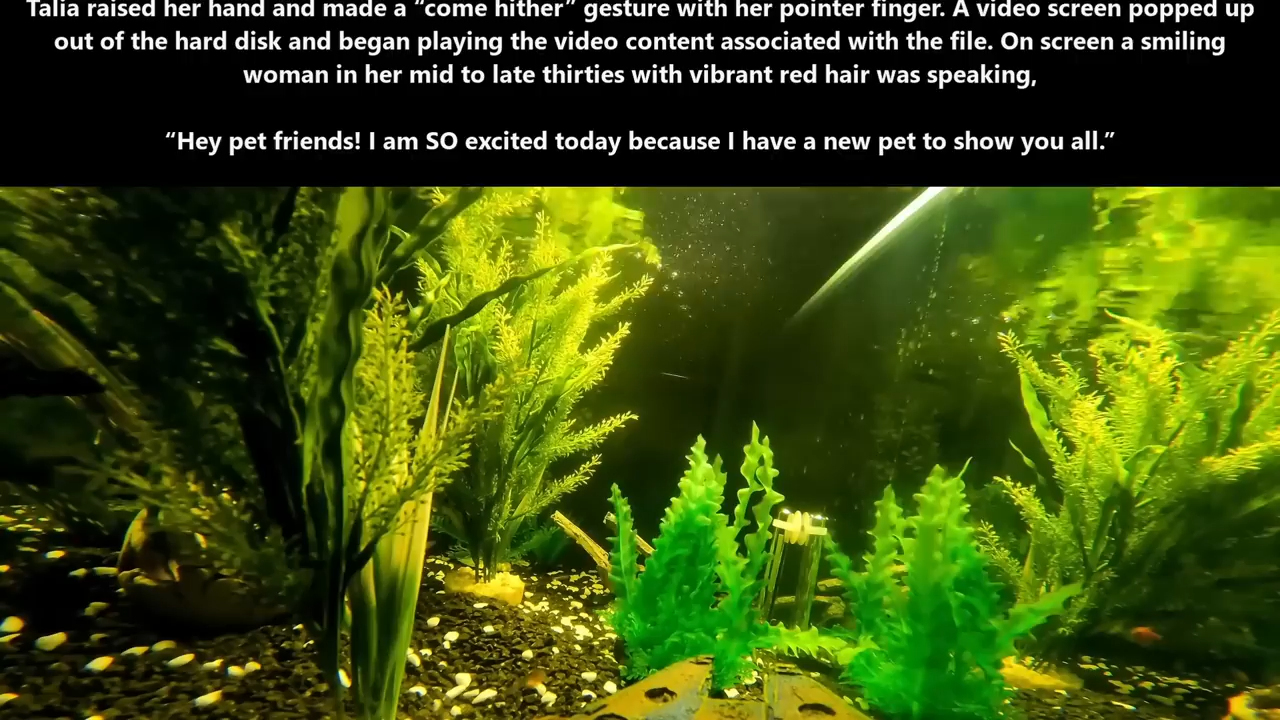 Talia raised her hand and made a “come hither” gesture with her pointer finger. A video screen popped up
out of the hard disk and began playing the video content associated with the file. On screen a smiling
woman in her mid to late thirties with vibrant red hair was speaking,
“Hey pet friends! I am SO excited today because I have a new pet to show you all.”